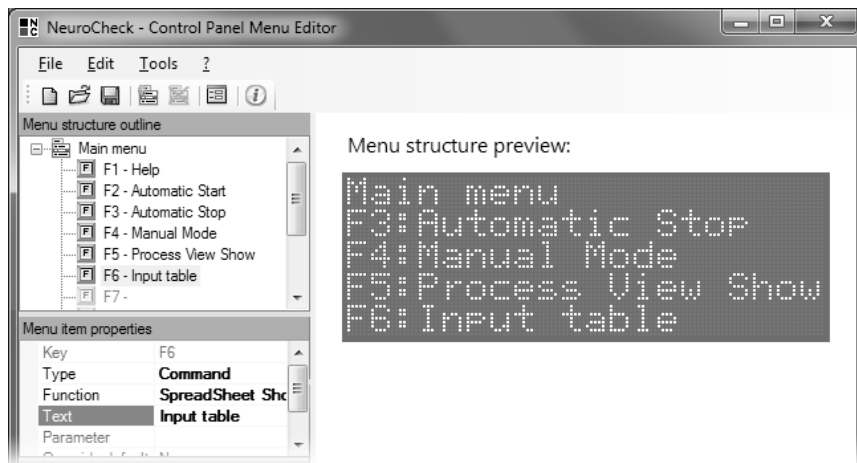 NeuroCheck - Control Panel Menu Editor
File Edit Tools ?
Menu structure outline
Main menu
F1 - Help
F2 - Automatic Start
F3 - Automatic Stop
F4 - Manual Mode
F5 - Process View Show
F6 - Input table
F7 -
Menu item properties
Key F6
Type Command
Function SpreadSheet Sho
Text Input table
Parameter
Menu structure preview:
Main menu
F3:Automatic Stop
F4:Manual Mode
F5:Process View Show
F6:Input table